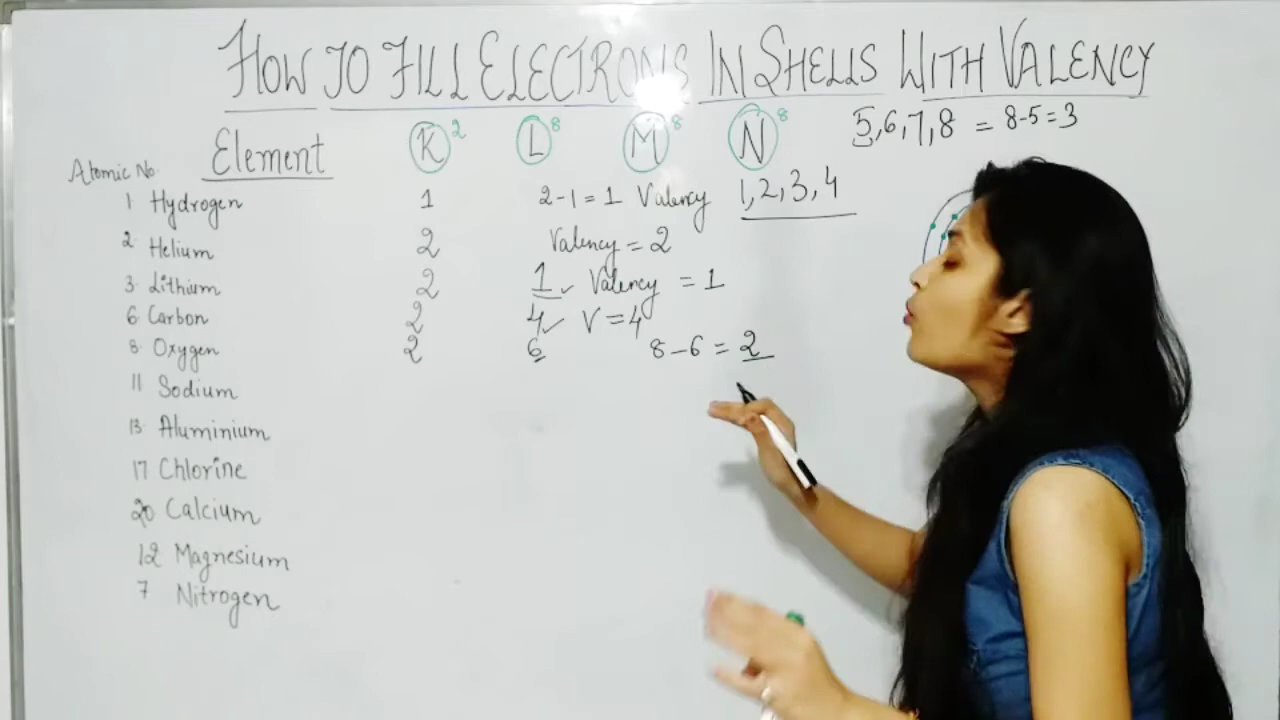 HOW TO FILL ELECTRONS IN SHELLS WITH VALENCY
Atomic No. Element K 2 L 8 M 8 N 8 5,6,7,8 = 8-5=3
1 Hydrogen 1 2-1=1 Valency 1,2,3,4
2 Helium 2 Valency = 2
3. Lithium 2 1 ✓ Valency = 1
6 Carbon 2 4 ✓ V=4
8. Oxygen 2 6 8-6=2
11 Sodium
13. Aluminium
17 Chlorine
20 Calcium
12 Magnesium
7 Nitrogen